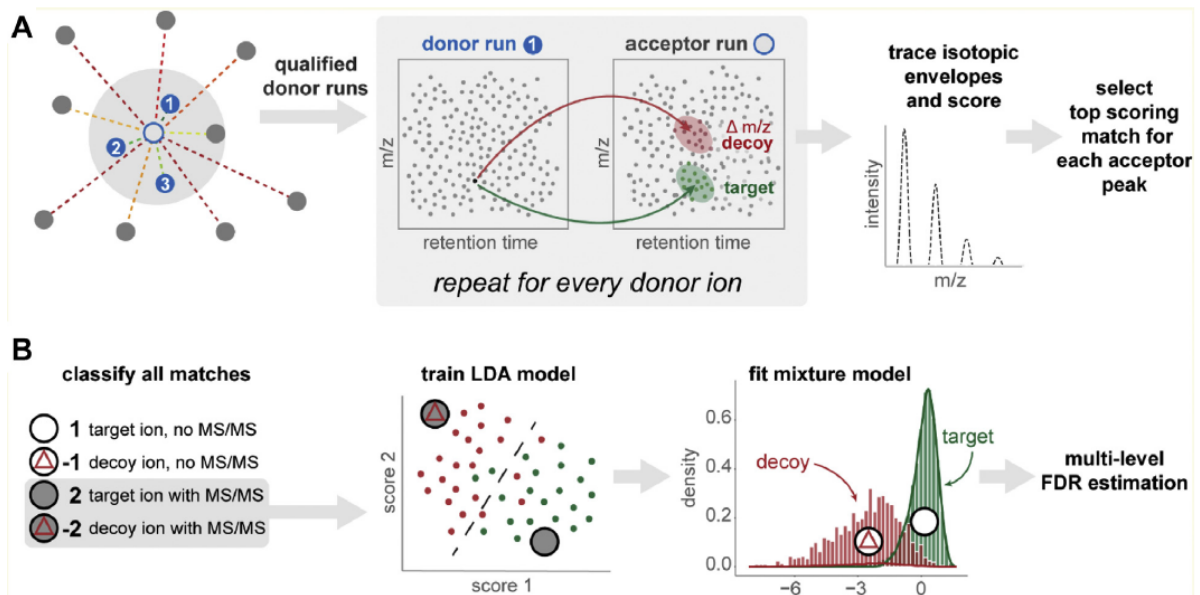 A
1
2
3
qualified
donor runs
donor run 1
acceptor run
m/z
retention time
m/z
Δ m/z
decoy
target
retention time
repeat for every donor ion
trace isotopic
envelopes
and score
intensity
m/z
select
top scoring
match for
each acceptor
peak
B
classify all matches
1 target ion, no MS/MS
-1 decoy ion, no MS/MS
2 target ion with MS/MS
-2 decoy ion with MS/MS
train LDA model
score 2
score 1
fit mixture model
density
0.6
0.4
0.2
0.0
decoy
target
−6
−3
0
multi-level
FDR estimation